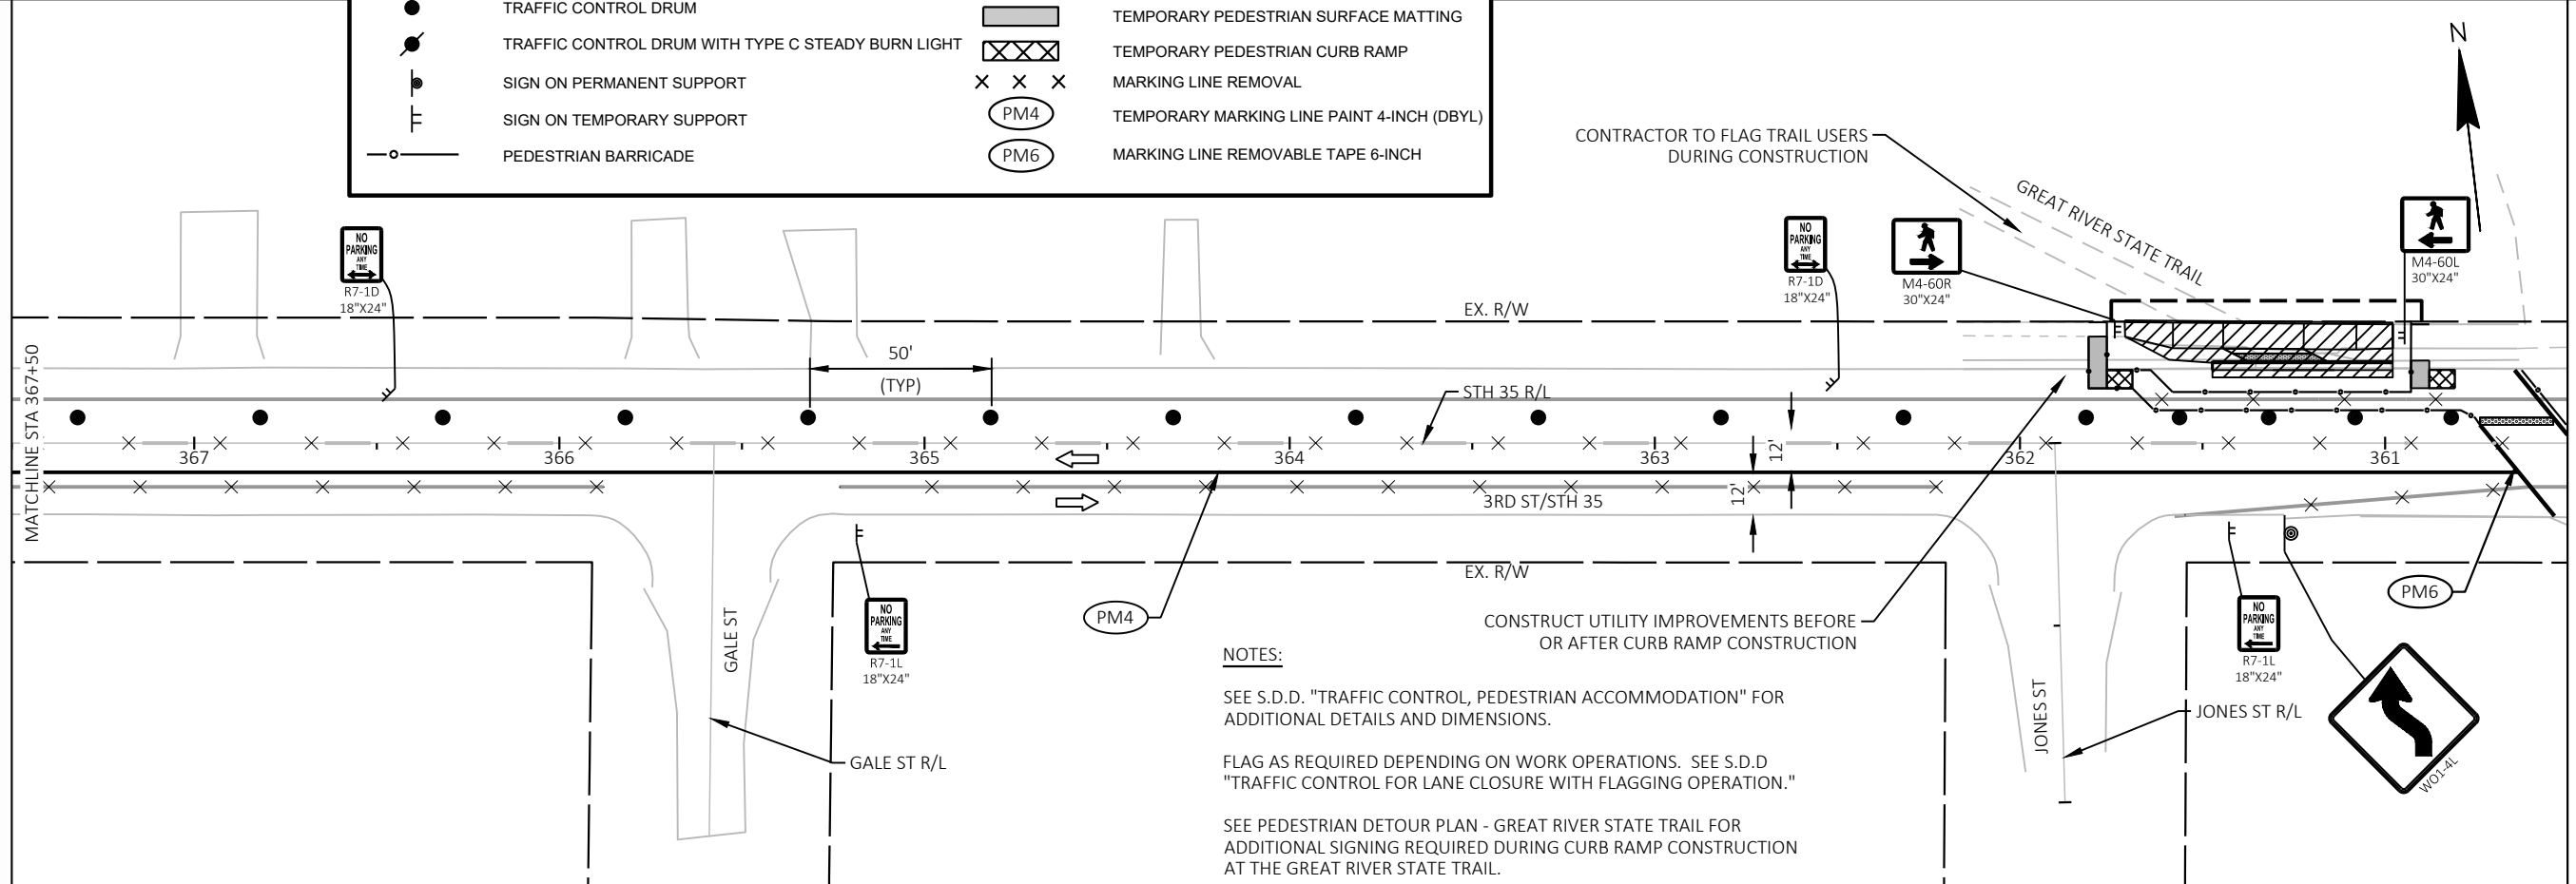 TRAFFIC CONTROL DRUM
TRAFFIC CONTROL DRUM WITH TYPE C STEADY BURN LIGHT
SIGN ON PERMANENT SUPPORT
SIGN ON TEMPORARY SUPPORT
PEDESTRIAN BARRICADE
TEMPORARY PEDESTRIAN SURFACE MATTING
TEMPORARY PEDESTRIAN CURB RAMP
MARKING LINE REMOVAL
PM4
TEMPORARY MARKING LINE PAINT 4-INCH (DBYL)
PM6
MARKING LINE REMOVABLE TAPE 6-INCH
N
CONTRACTOR TO FLAG TRAIL USERS
DURING CONSTRUCTION
GREAT RIVER STATE TRAIL
NO
PARKING
ANY
TIME
R7-1D
18"X24"
NO
PARKING
ANY
TIME
R7-1D
18"X24"
M4-60R
30"X24"
M4-60L
30"X24"
EX. R/W
MATCHLINE STA 367+50
50'
(TYP)
STH 35 R/L
12'
12'
367
366
365
364
363
362
361
3RD ST/STH 35
EX. R/W
PM4
PM6
CONSTRUCT UTILITY IMPROVEMENTS BEFORE
OR AFTER CURB RAMP CONSTRUCTION
NO
PARKING
ANY
TIME
R7-1L
18"X24"
NO
PARKING
ANY
TIME
R7-1L
18"X24"
GALE ST
GALE ST R/L
JONES ST
JONES ST R/L
WO1-4L
NOTES:
SEE S.D.D. "TRAFFIC CONTROL, PEDESTRIAN ACCOMMODATION" FOR
ADDITIONAL DETAILS AND DIMENSIONS.
FLAG AS REQUIRED DEPENDING ON WORK OPERATIONS. SEE S.D.D
"TRAFFIC CONTROL FOR LANE CLOSURE WITH FLAGGING OPERATION."
SEE PEDESTRIAN DETOUR PLAN - GREAT RIVER STATE TRAIL FOR
ADDITIONAL SIGNING REQUIRED DURING CURB RAMP CONSTRUCTION
AT THE GREAT RIVER STATE TRAIL.